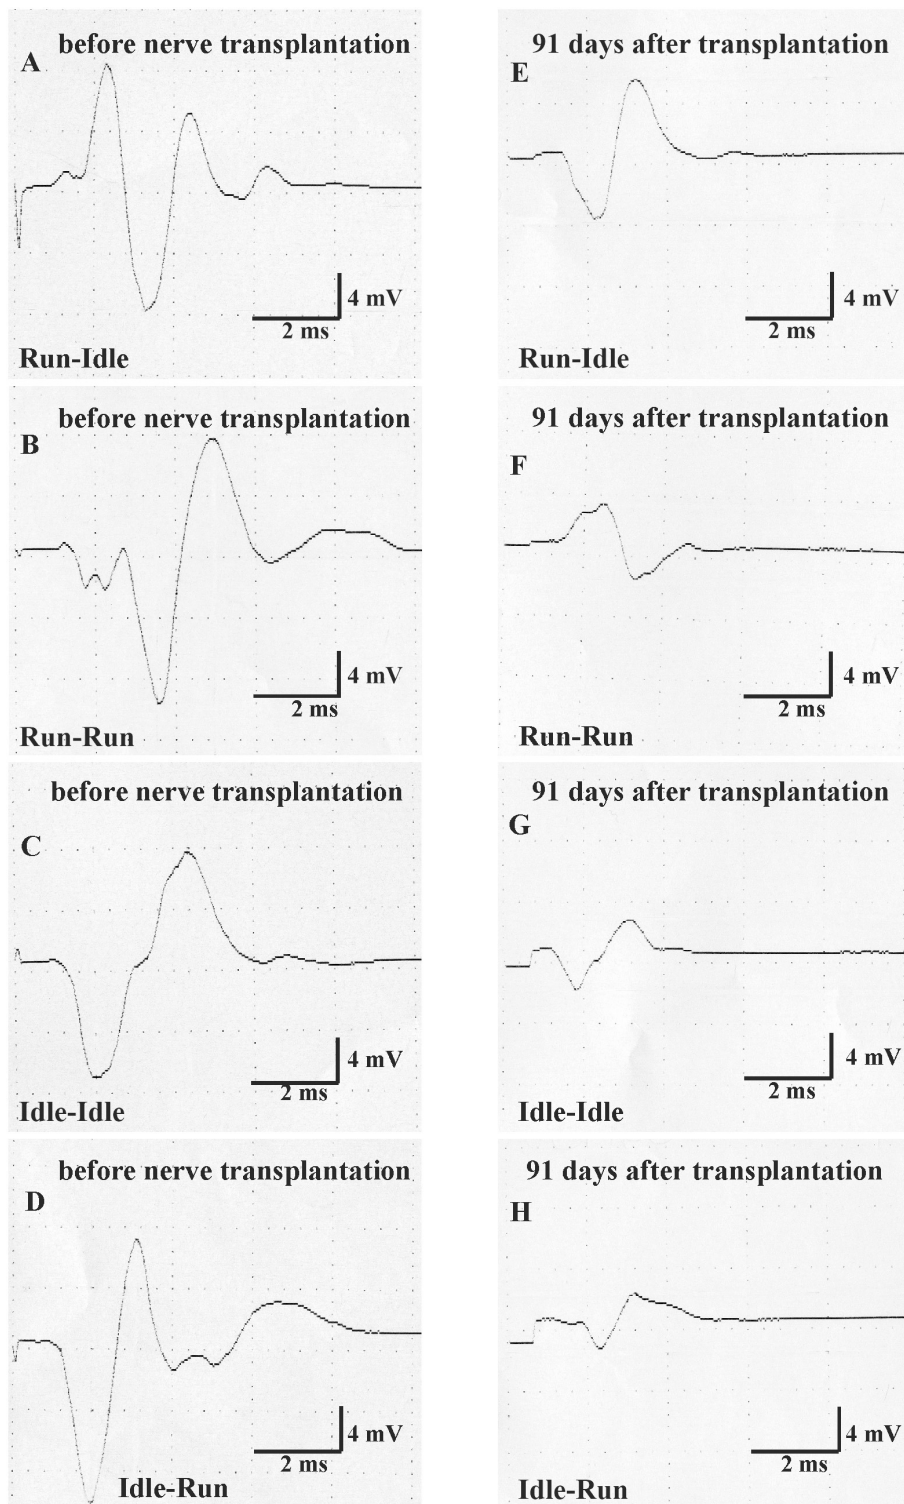 before nerve transplantation
A
4 mV
2 ms
Run-Idle
91 days after transplantation
E
4 mV
2 ms
Run-Idle
before nerve transplantation
B
4 mV
2 ms
Run-Run
91 days after transplantation
F
4 mV
2 ms
Run-Run
before nerve transplantation
C
4 mV
2 ms
Idle-Idle
91 days after transplantation
G
4 mV
2 ms
Idle-Idle
before nerve transplantation
D
4 mV
2 ms
Idle-Run
91 days after transplantation
H
4 mV
2 ms
Idle-Run